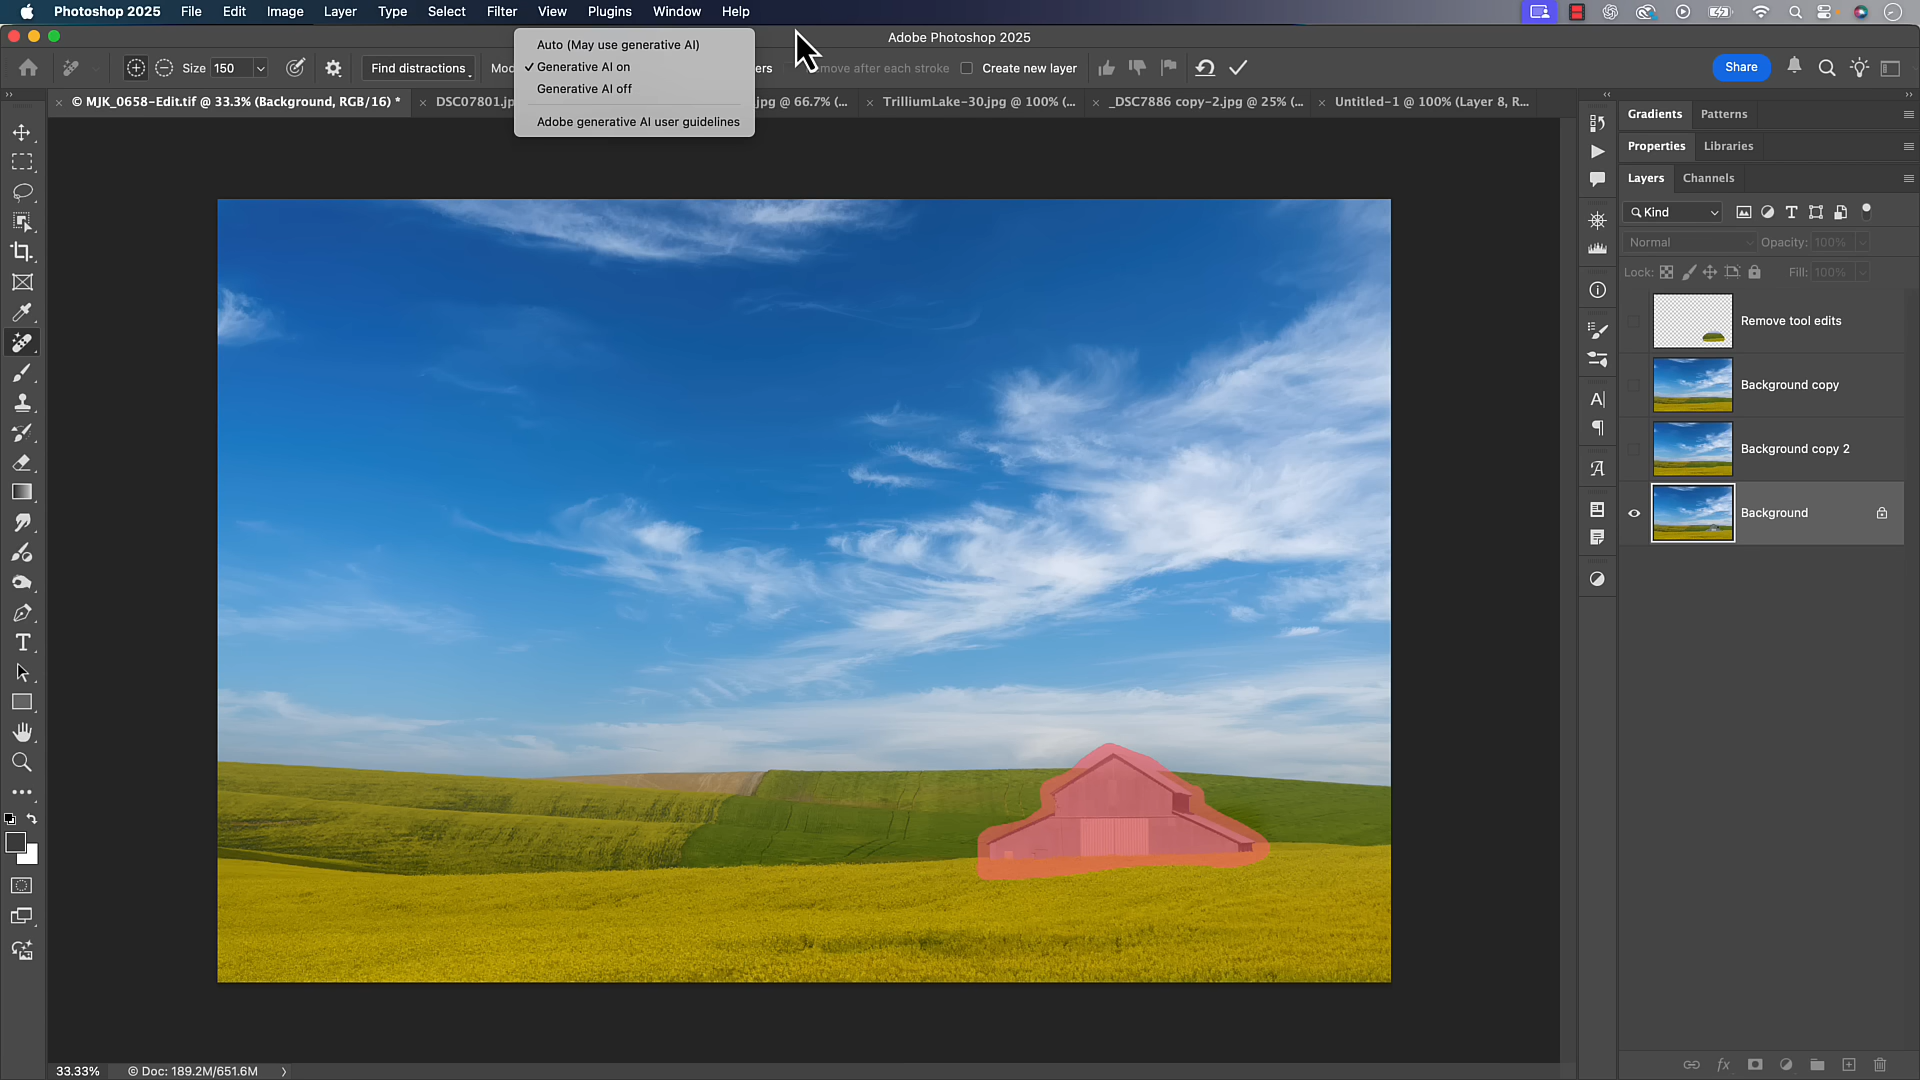 Photoshop 2025 File Edit Image Layer Type Select Filter View Plugins Window Help
Adobe Photoshop 2025
Auto (May use generative AI)
Generative AI on
Generative AI off
Adobe generative AI user guidelines
Size 150 Find distractions Create new layer Share
after each stroke
© MJK_0658-Edit.tif @ 33.3% (Background, RGB/16) *
DSC07801.jp
jpg @ 66.7% (...
TrilliumLake-30.jpg @ 100% (...
_DSC7886 copy-2.jpg @ 25% (...
Untitled-1 @ 100% (Layer 8, R...
Gradients Patterns
Properties Libraries
Layers Channels
Kind
Normal Opacity: 100%
Lock: Fill: 100%
Remove tool edits
Background copy
Background copy 2
Background
33.33% © Doc: 189.2M/651.6M